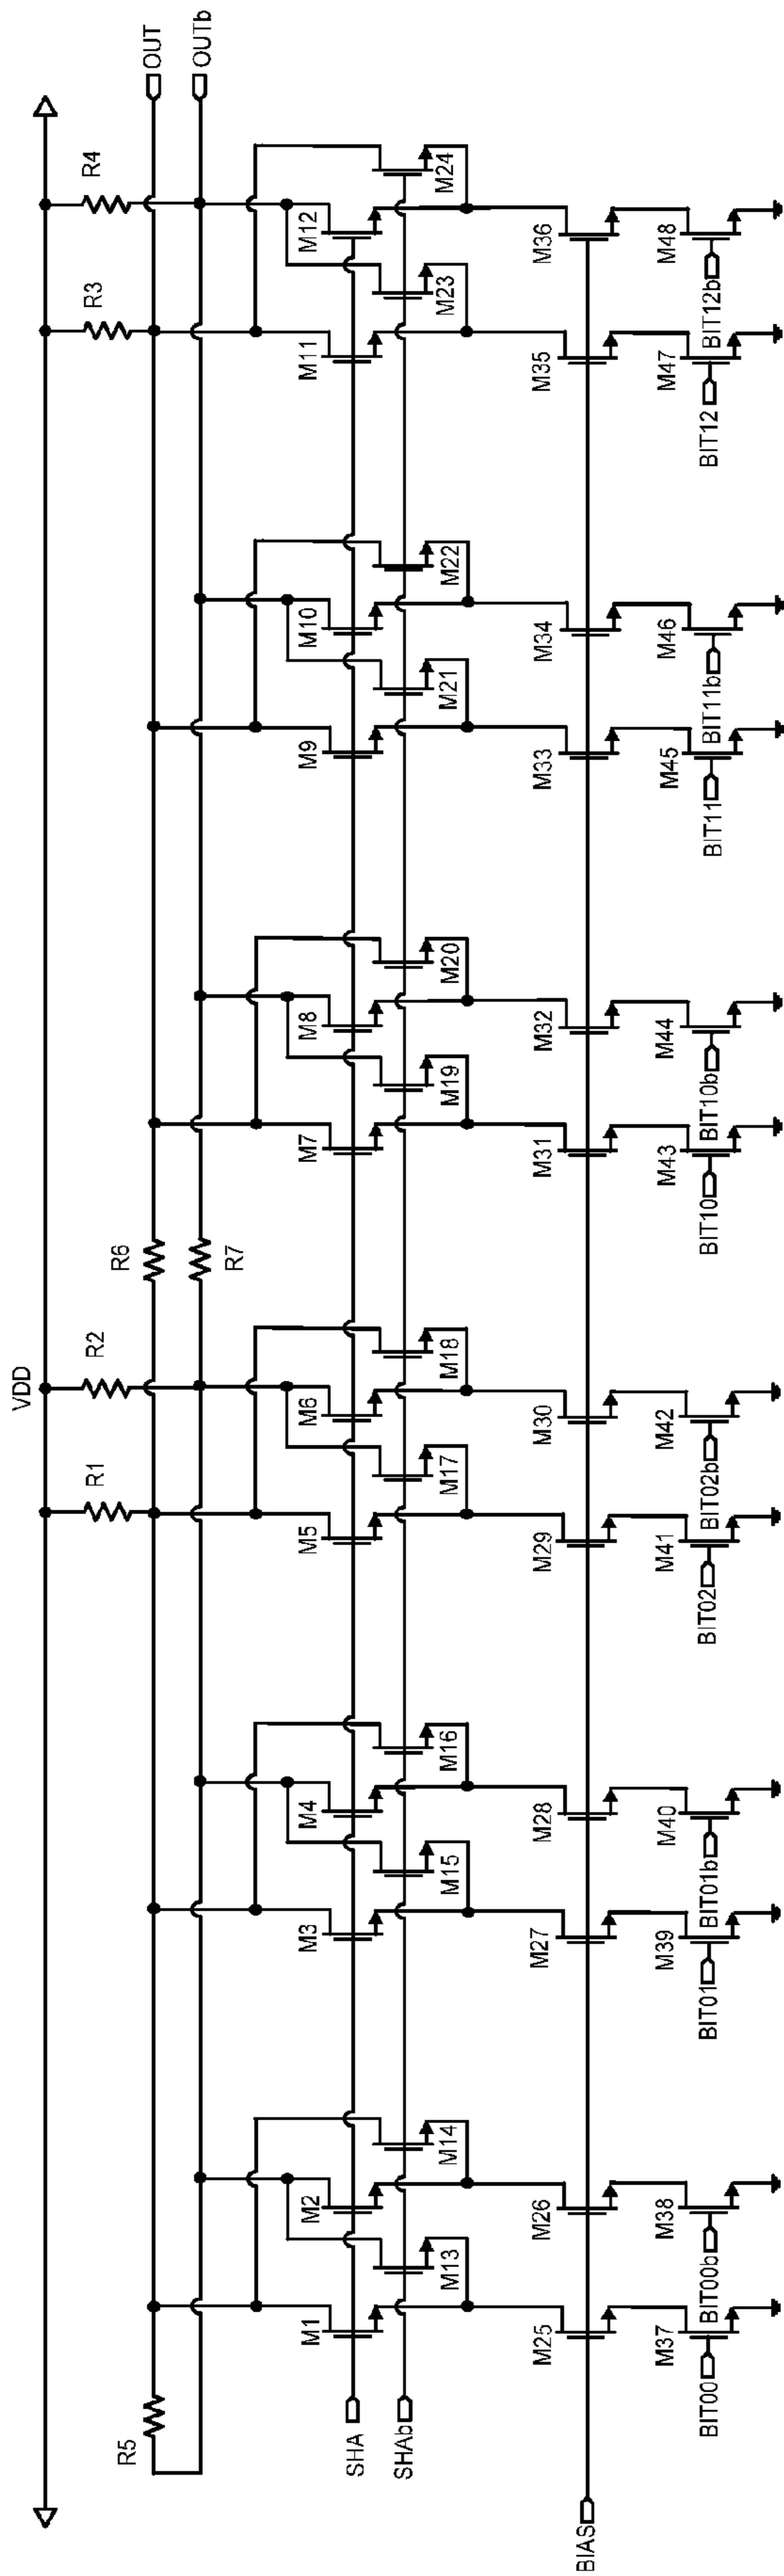 VDD
R1
R2
R3
R4
OUT
OUTb
R5
R6
R7
M1
M2
M3
M4
M5
M6
M7
M8
M9
M10
M11
M12
SHA
M13
M14
M15
M16
M17
M18
M19
M20
M21
M22
M23
M24
SHAb
M25
M26
M27
M28
M29
M30
M31
M32
M33
M34
M35
M36
BIAS
M37
M38
M39
M40
M41
M42
M43
M44
M45
M46
M47
M48
BIT00
BIT00b
BIT01
BIT01b
BIT02
BIT02b
BIT10
BIT10b
BIT11
BIT11b
BIT12
BIT12b